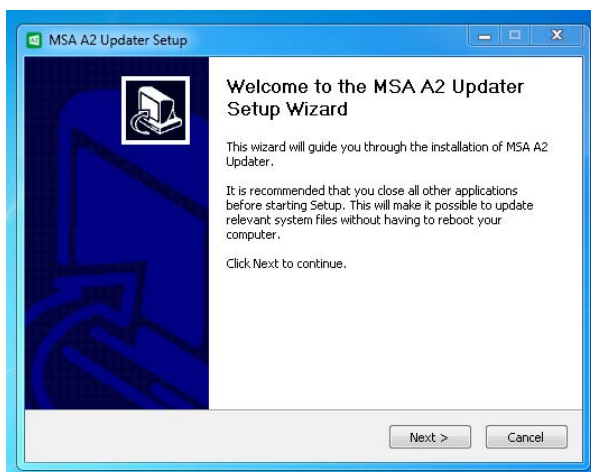 MSA A2 Updater Setup
Welcome to the MSA A2 Updater
Setup Wizard
This wizard will guide you through the installation of MSA A2
Updater.
It is recommended that you close all other applications
before starting Setup. This will make it possible to update
relevant system files without having to reboot your
computer.
Click Next to continue.
Next >
Cancel